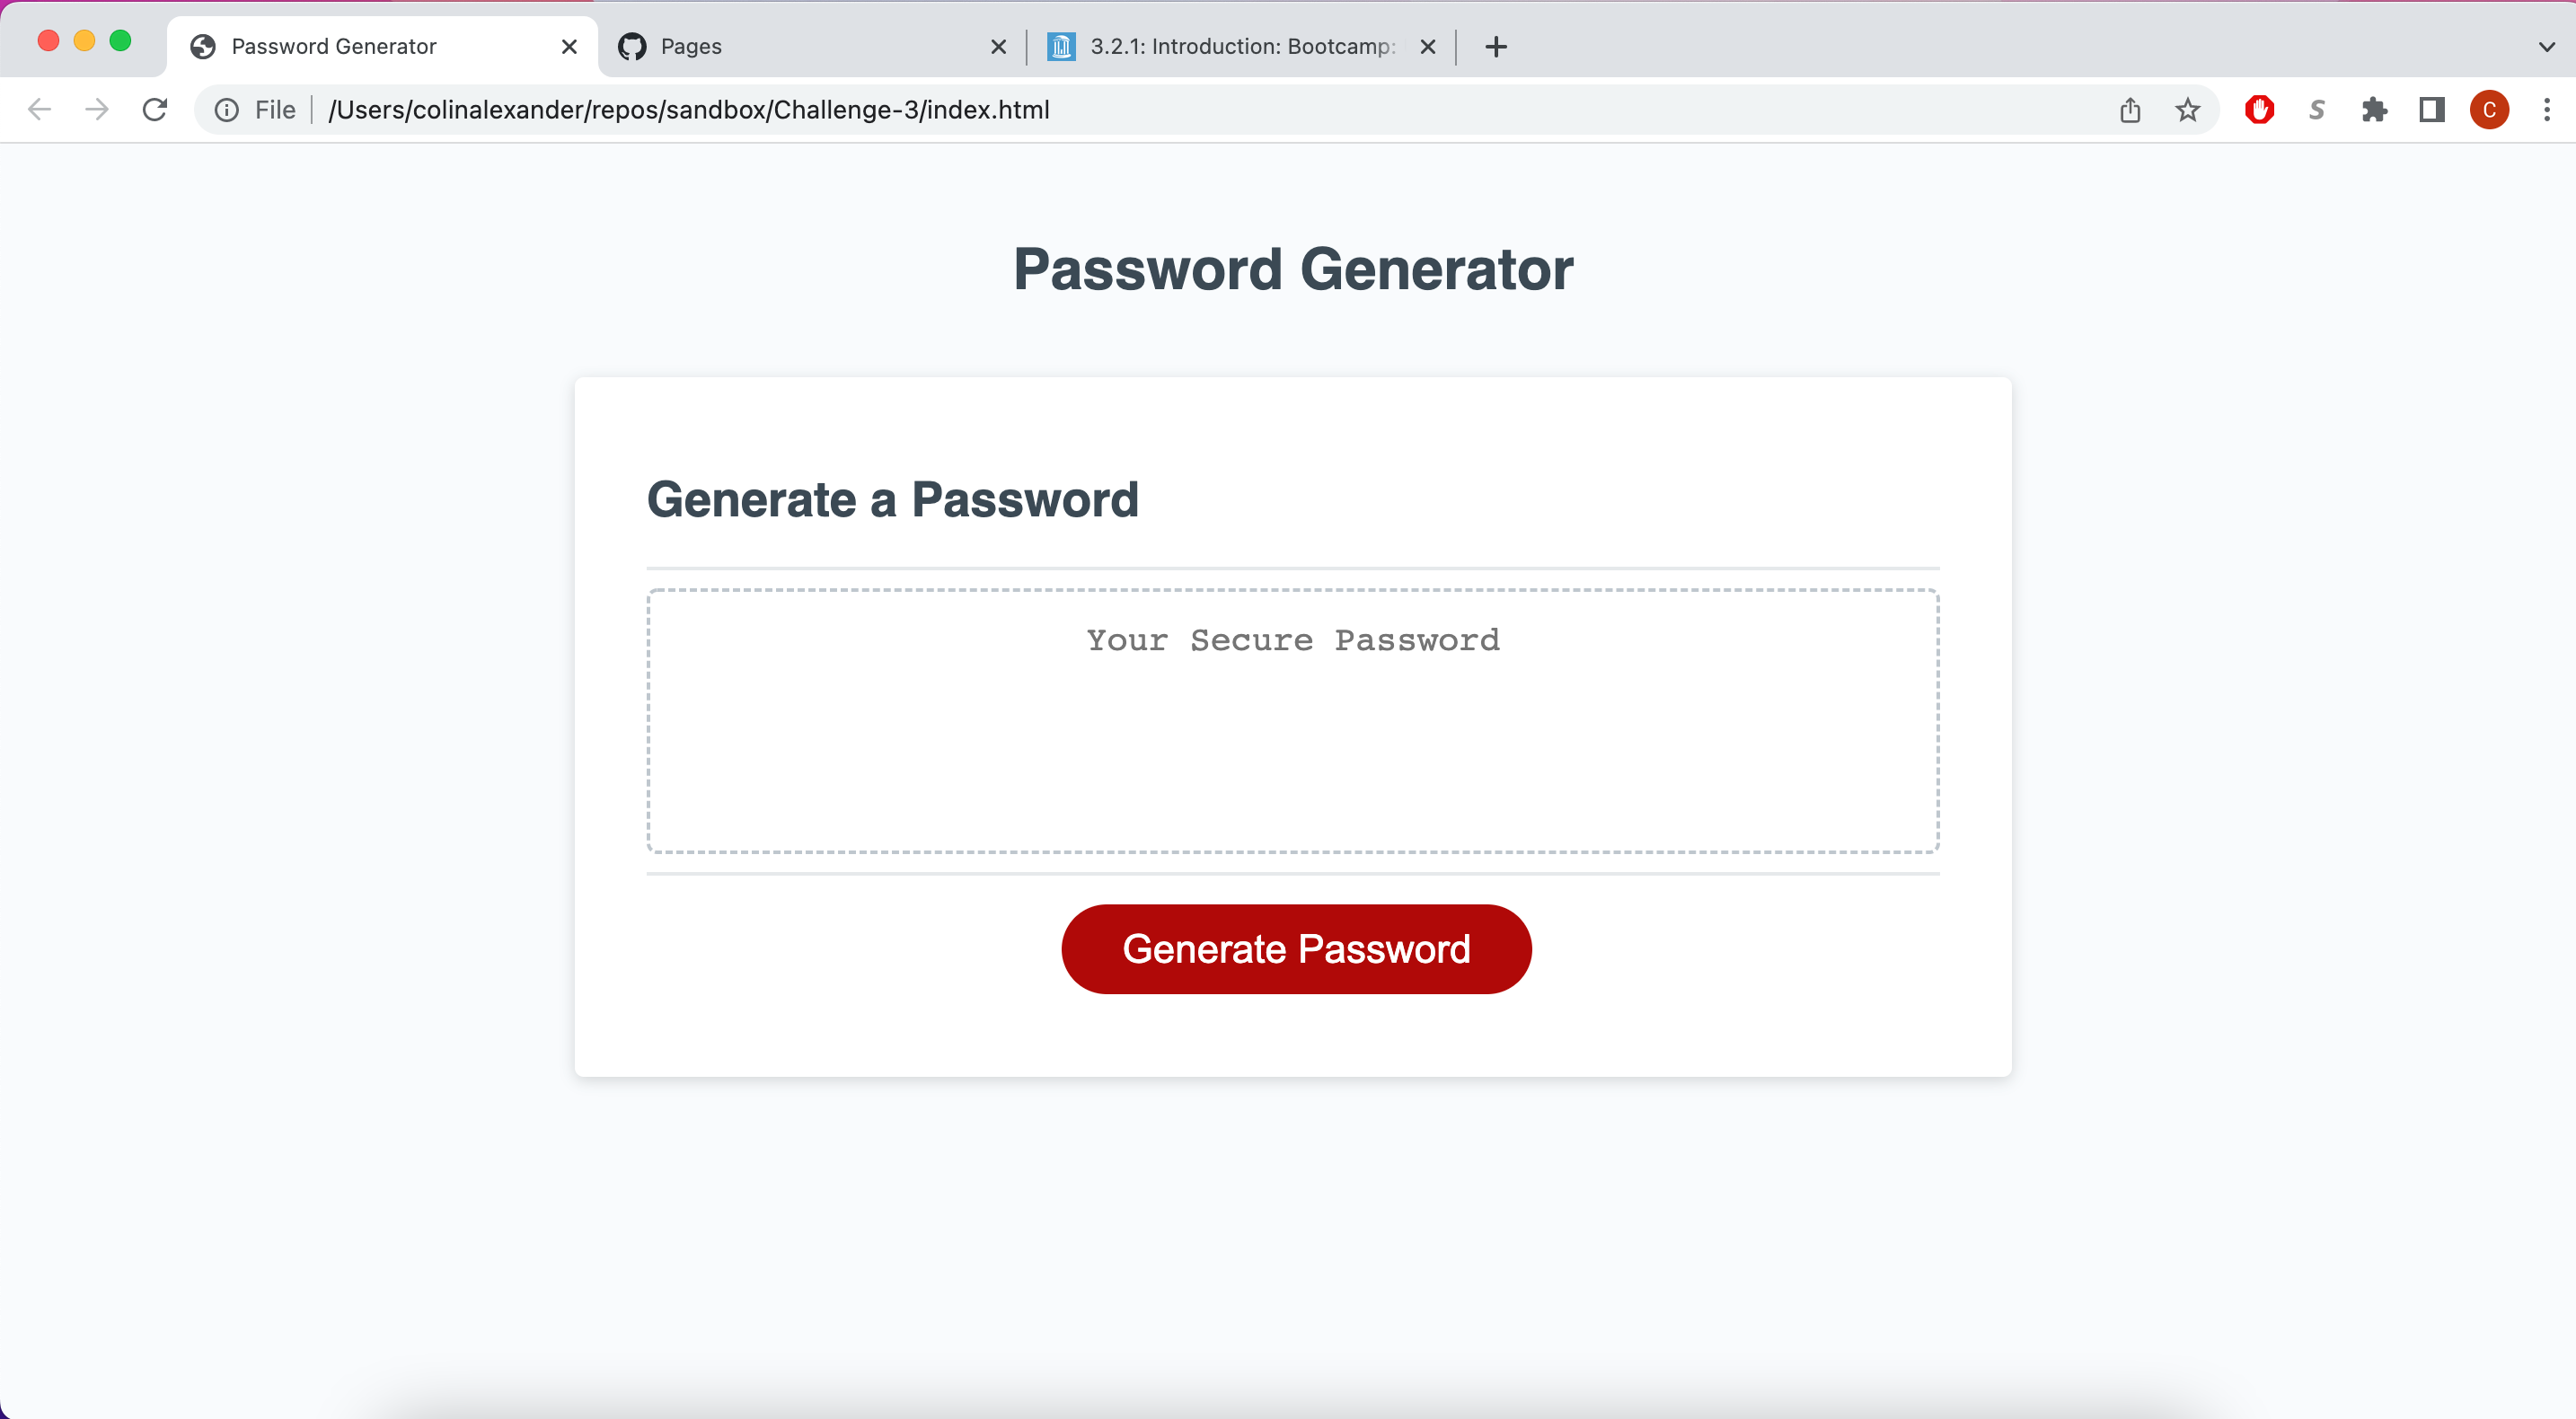 Password Generator
Pages
3.2.1: Introduction: Bootcamp:
File
/Users/colinalexander/repos/sandbox/Challenge-3/index.html
C
Password Generator
Generate a Password
Your Secure Password
Generate Password